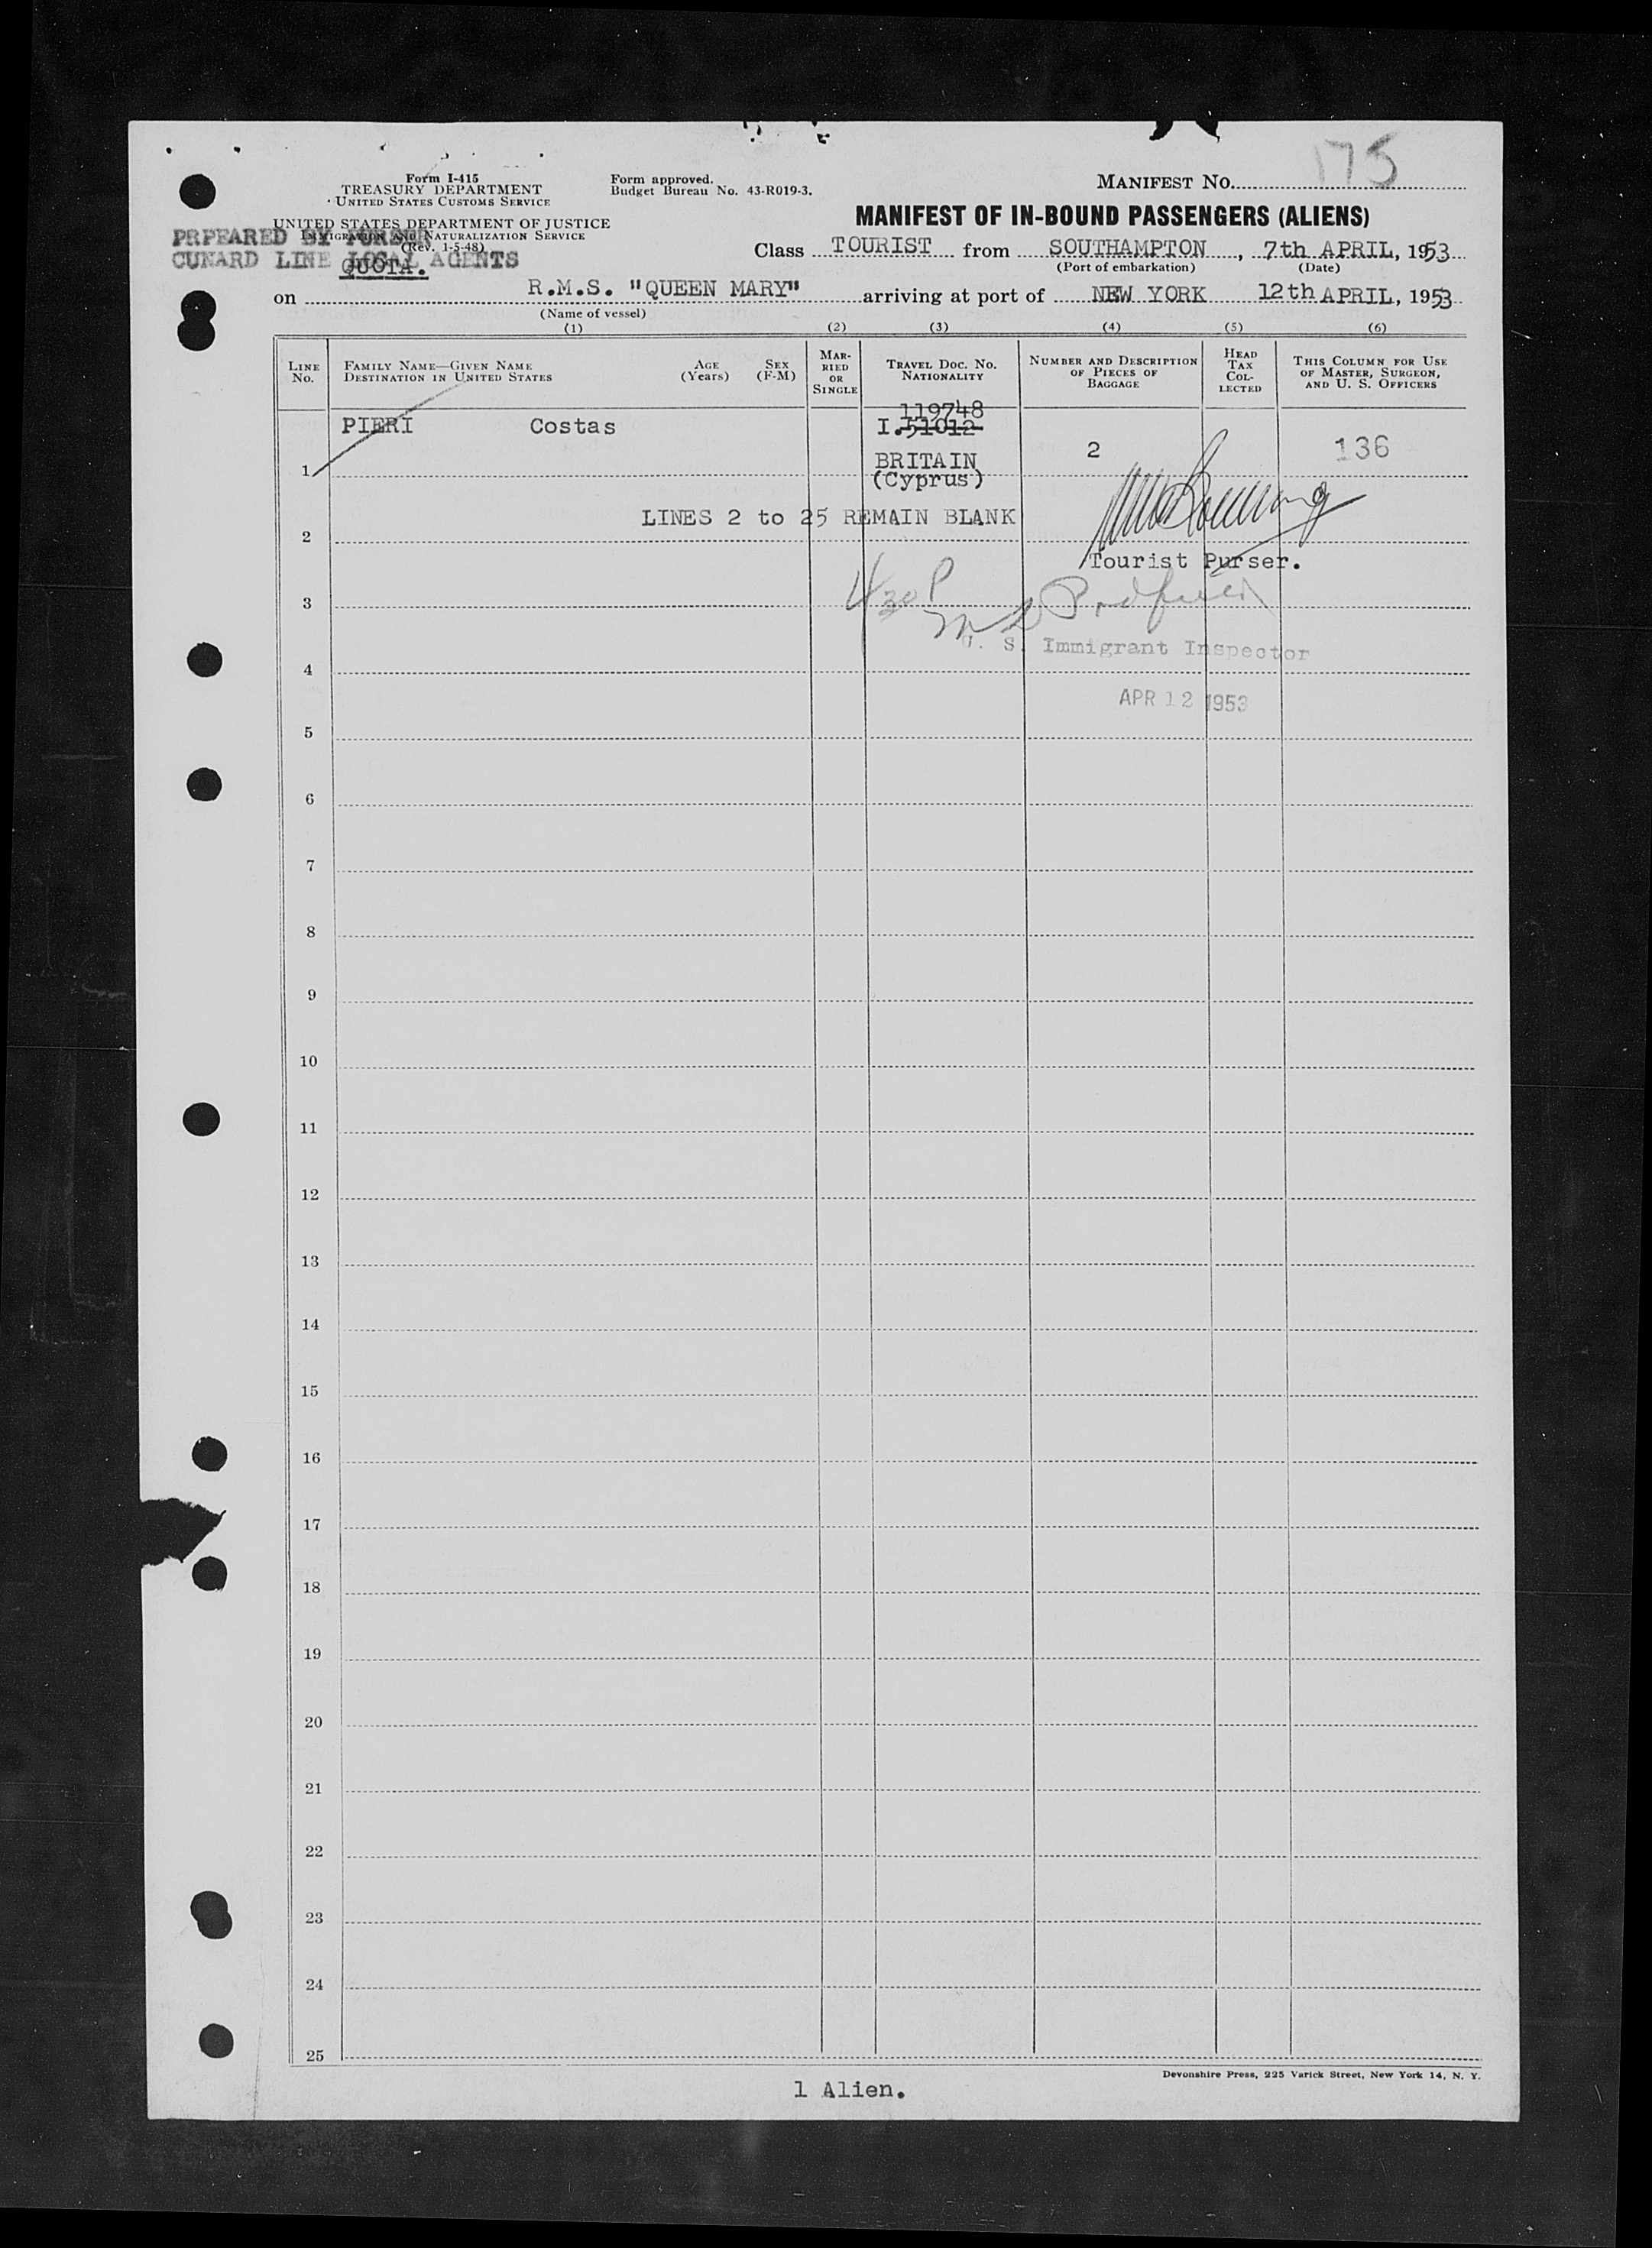 175
Form I-415
TREASURY DEPARTMENT
UNITED STATES CUSTOMS SERVICE
UNITED STATES DEPARTMENT OF JUSTICE
IMMIGRATION AND NATURALIZATION SERVICE
(Rev. 1-5-48)
PRPEARED BY PURSER
CUNARD LINE LOCAL AGENTS
QUOTA.
Form approved.
Budget Bureau No. 43-R019-3.
MANIFEST NO.
MANIFEST OF IN-BOUND PASSENGERS (ALIENS)
Class TOURIST from SOUTHAMPTON, 7th APRIL, 1953
(Port of embarkation) (Date)
on R.M.S. "QUEEN MARY" arriving at port of NEW YORK 12th APRIL, 1953
(Name of vessel)
(1) (2) (3) (4) (5) (6)
LINE NO.
FAMILY NAME—GIVEN NAME
DESTINATION IN UNITED STATES
AGE (Years)
SEX (F-M)
MARRIED OR SINGLE
TRAVEL DOC. NO.
NATIONALITY
NUMBER AND DESCRIPTION OF PIECES OF BAGGAGE
HEAD TAX COLLECTED
THIS COLUMN FOR USE OF MASTER, SURGEON, AND U. S. OFFICERS
119748
PIERI Costas I.51012
1 BRITAIN 2 136
(Cyprus)
LINES 2 to 25 REMAIN BLANK
2
Tourist Purser.
430 P
3
U. S. Immigrant Inspector
4
APR 12 1953
5
6
7
8
9
10
11
12
13
14
15
16
17
18
19
20
21
22
23
24
25
Devonshire Press, 225 Varick Street, New York 14, N. Y.
1 Alien.